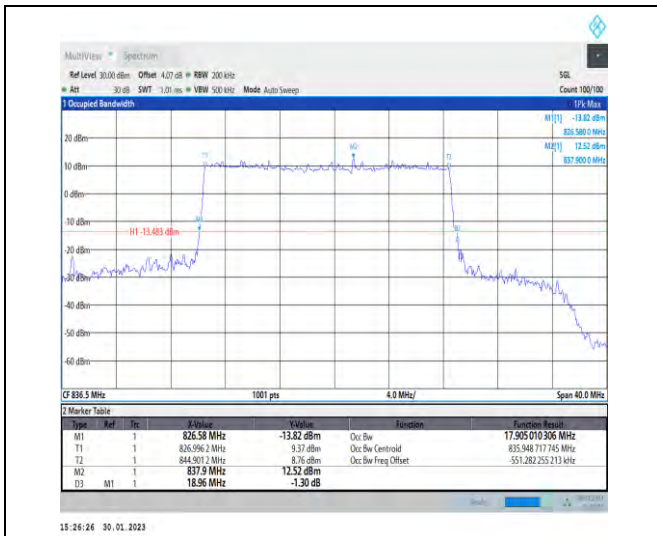 MultiView Spectrum
Ref Level 30.00 dBm Offset 4.07 dB RBW 200 kHz SGL
Att 30 dB SWT 1.01 ms VBW 500 kHz Mode Auto Sweep Count 100/100
1 Occupied Bandwidth 1Pk Max
M1[1] -13.82 dBm
826.580 0 MHz
M2[1] 12.52 dBm
837.900 0 MHz
20 dBm
10 dBm
0 dBm
-10 dBm
H1 -13.483 dBm
-20 dBm
-30 dBm
-40 dBm
-50 dBm
-60 dBm
T1
M2
T2
M1
D3
CF 836.5 MHz 1001 pts 4.0 MHz/ Span 40.0 MHz
2 Marker Table
Type Ref Trc X-Value Y-Value Function Function Result
M1 1 826.58 MHz -13.82 dBm Occ Bw 17.905 010 306 MHz
T1 1 826.996 2 MHz 9.37 dBm Occ Bw Centroid 835.948 717 745 MHz
T2 1 844.901 2 MHz 8.76 dBm Occ Bw Freq Offset -551.282 255 213 kHz
M2 1 837.9 MHz 12.52 dBm
D3 M1 1 18.96 MHz -1.30 dB
Ready
15:26:26 30.01.2023